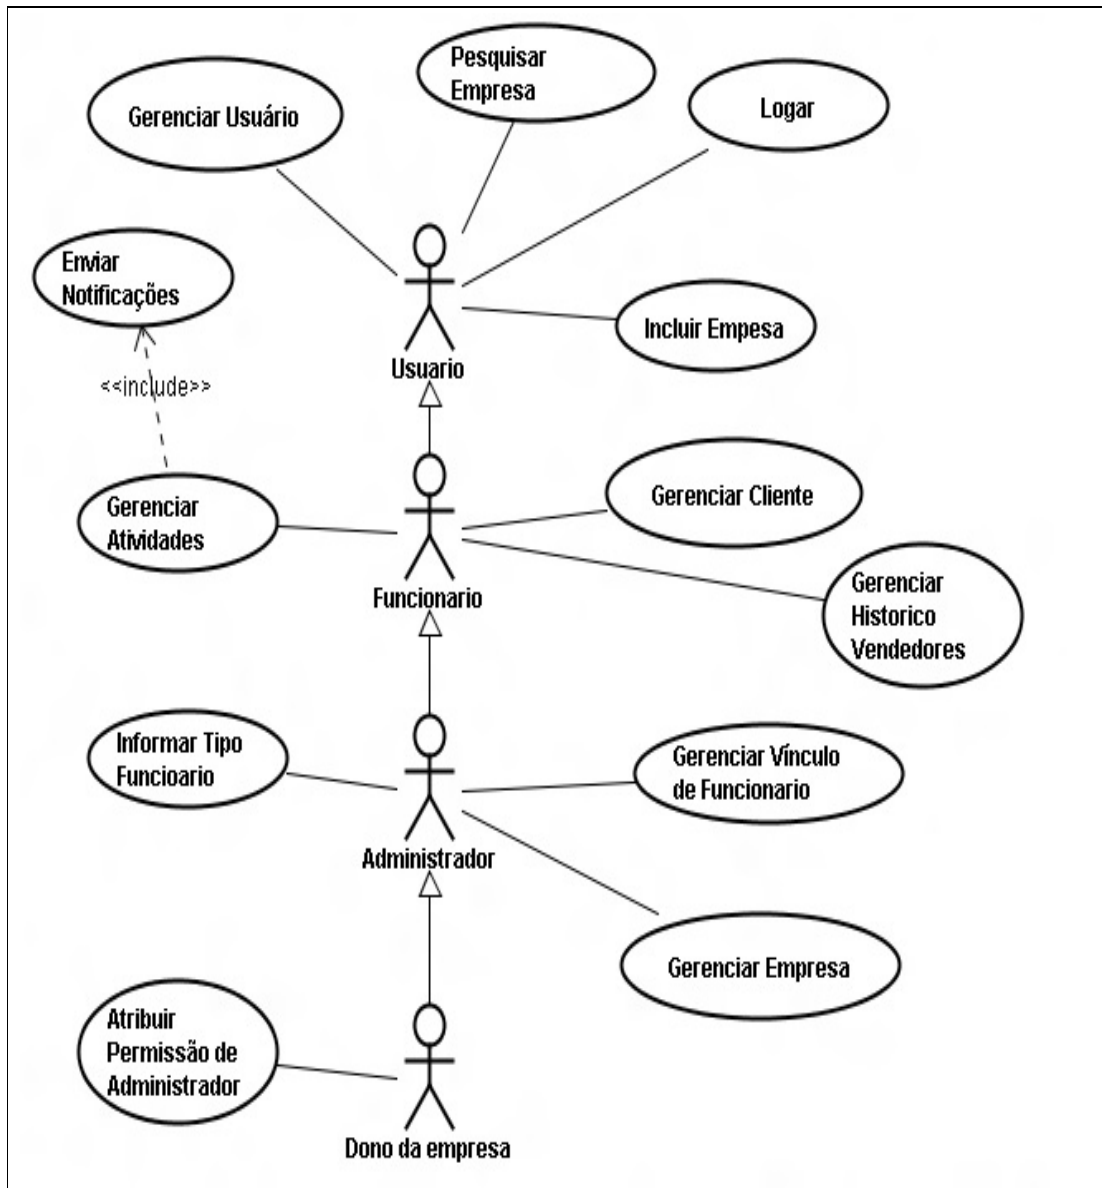 Pesquisar
Empresa
Gerenciar Usuário
Logar
Enviar
Notificações
Incluir Empesa
Usuario
<<include>>
Gerenciar Cliente
Gerenciar
Atividades
Funcionario
Gerenciar
Historico
Vendedores
Informar Tipo
Funcioario
Gerenciar Vínculo
de Funcionario
Administrador
Gerenciar Empresa
Atribuir
Permissão de
Administrador
Dono da empresa